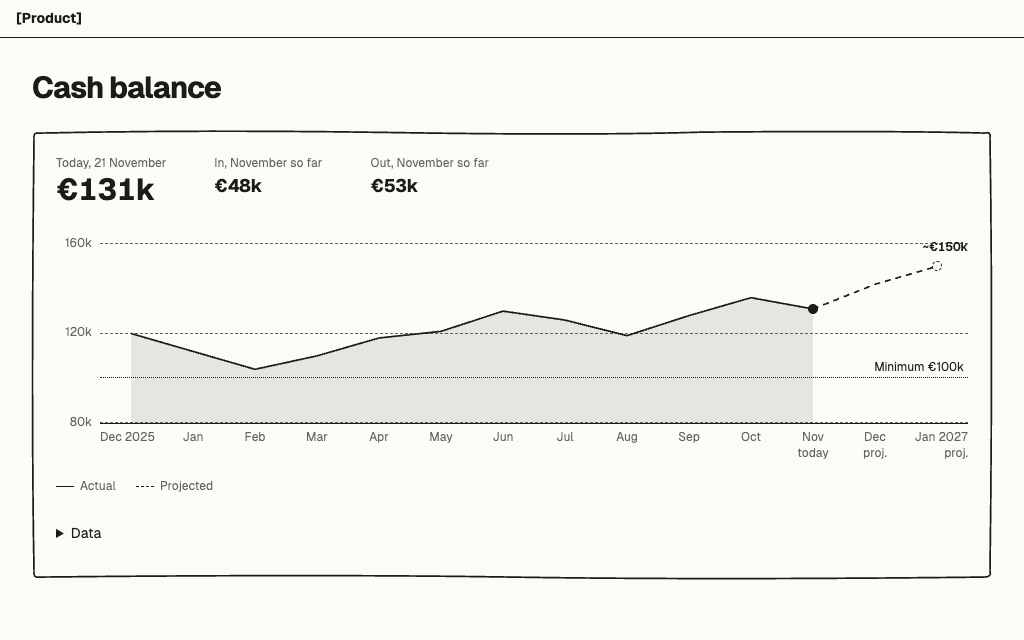 [Product]
Cash balance
Today, 21 November
€131k
In, November so far
€48k
Out, November so far
€53k
160k
~€150k
120k
Minimum €100k
80k
Dec 2025 Jan Feb Mar Apr May Jun Jul Aug Sep Oct Nov Dec Jan 2027
today proj. proj.
Actual Projected
Data